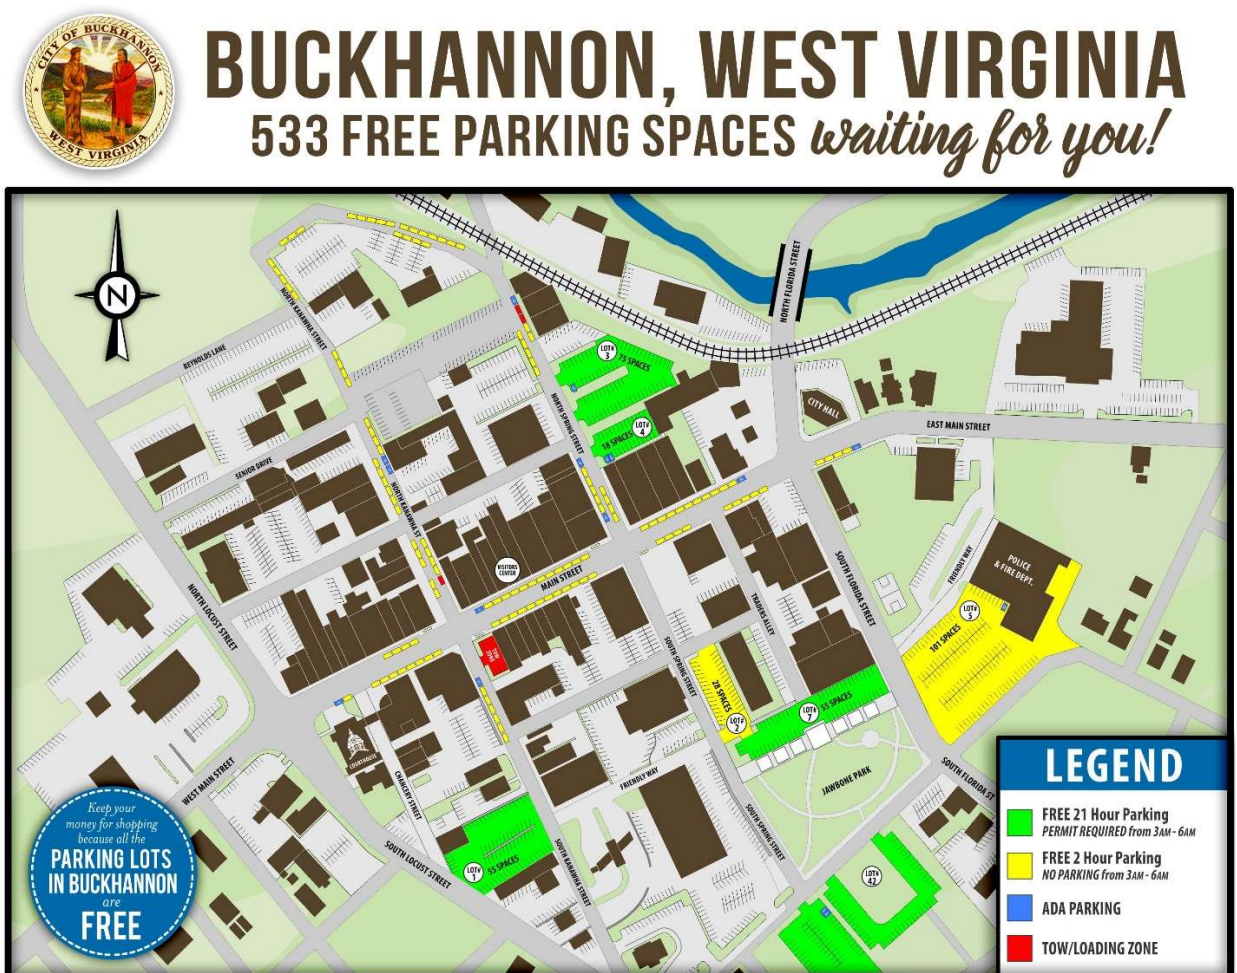 CITY OF BUCKHANNON
WEST VIRGINIA
BUCKHANNON, WEST VIRGINIA
533 FREE PARKING SPACES waiting for you!
N
NORTH FLORIDA STREET
NORTH KANAWHA STREET
REYNOLDS LANE
LOT# 3
75 SPACES
NORTH SPRING STREET
CITY HALL
LOT# 4
18 SPACES
EAST MAIN STREET
SENIOR DRIVE
NORTH KANAWHA ST
VISITORS CENTER
MAIN STREET
POLICE
& FIRE DEPT.
FRIENDLY WAY
SOUTH FLORIDA STREET
TRADERS ALLEY
LOT# 5
101 SPACES
NORTH LOCUST STREET
TOW ZONE
SOUTH SPRING STREET
28 SPACES
LOT# 2
LOT# 7
55 SPACES
COURTHOUSE
CHANCERY STREET
FRIENDLY WAY
JAWBONE PARK
SOUTH FLORIDA ST
WEST MAIN STREET
SOUTH SPRING STREET
SOUTH LOCUST STREET
LOT# 1
53 SPACES
SOUTH KANAWHA STREET
LOT# 42
Keep your
money for shopping
because all the
PARKING LOTS
IN BUCKHANNON
are
FREE
LEGEND
FREE 21 Hour Parking
PERMIT REQUIRED from 3AM - 6AM
FREE 2 Hour Parking
NO PARKING from 3AM - 6AM
ADA PARKING
TOW/LOADING ZONE